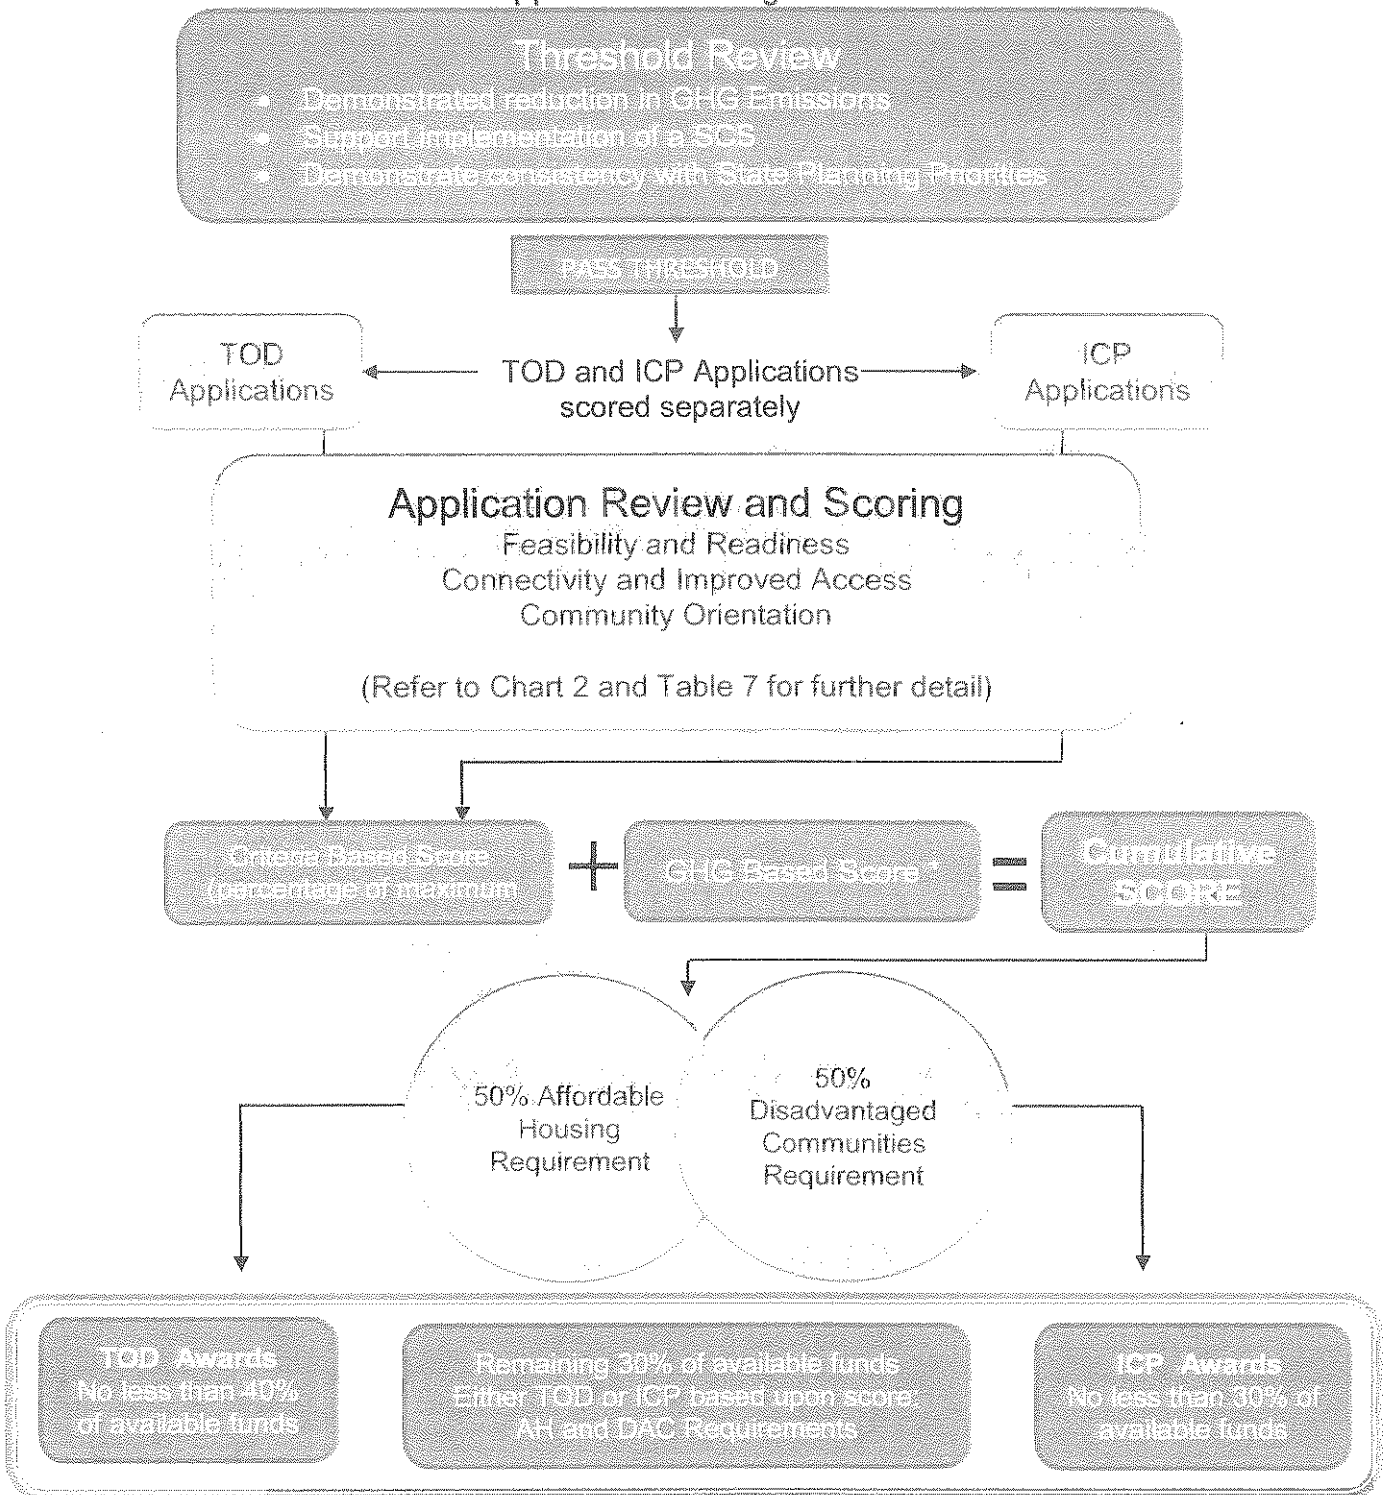 Threshold Review
• Demonstrated reduction in GHG Emissions
• Support implementation of a SCS
• Demonstrate consistency with State Planning Priorities
PASS THRESHOLD
TOD
Applications
TOD and ICP Applications
scored separately
ICP
Applications
Application Review and Scoring
Feasibility and Readiness
Connectivity and Improved Access
Community Orientation
(Refer to Chart 2 and Table 7 for further detail)
Criteria Based Score
(percentage of maximum
+
GHG Based Score
=
Cumulative
SCORE
50% Affordable
Housing
Requirement
50%
Disadvantaged
Communities
Requirement
TOD Awards
No less than 40%
of available funds
Remaining 30% of available funds
Either TOD or ICP based upon score,
AH and DAC Requirements
ICP Awards
No less than 30% of
available funds